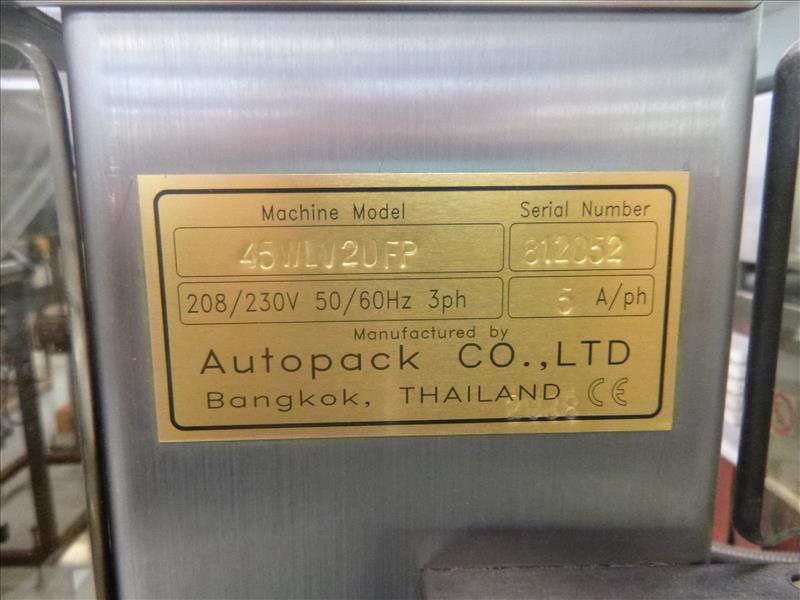 Machine Model Serial Number
45WLV2UFP 812052
208/230V 50/60Hz 3ph 5 A/ph
Manufactured by
Autopack CO.,LTD
Bangkok, THAILAND CE